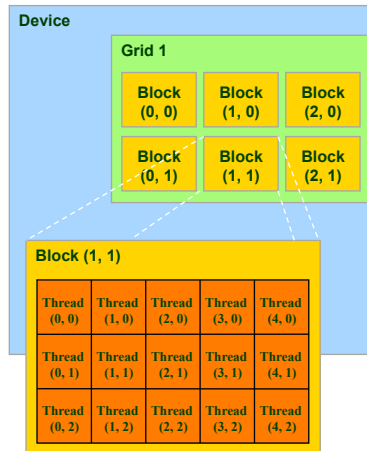 Device
Grid 1
Block
(0, 0)
Block
(1, 0)
Block
(2, 0)
Block
(0, 1)
Block
(1, 1)
Block
(2, 1)
Block (1, 1)
Thread
(0, 0)
Thread
(1, 0)
Thread
(2, 0)
Thread
(3, 0)
Thread
(4, 0)
Thread
(0, 1)
Thread
(1, 1)
Thread
(2, 1)
Thread
(3, 1)
Thread
(4, 1)
Thread
(0, 2)
Thread
(1, 2)
Thread
(2, 2)
Thread
(3, 2)
Thread
(4, 2)